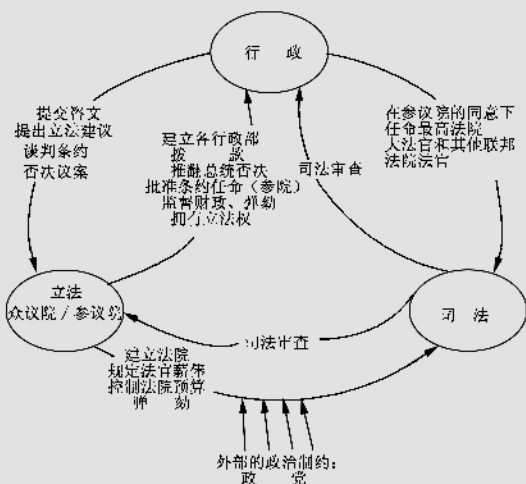 行 政
提交咨文
提出立法建议
谈判条约
否决议案
建立各行政部
拨 款
推翻总统否决
批准条约任命（参院）
监督财政、弹劾
拥有立法权
司法审查
在参议院的同意下
任命最高法院
大法官和其他联邦
法院法官
立法
众议院/参议院
司 法
司法审查
建立法院
规定法官薪俸
控制法院预算
弹 劾
外部的政治制约：
政 党